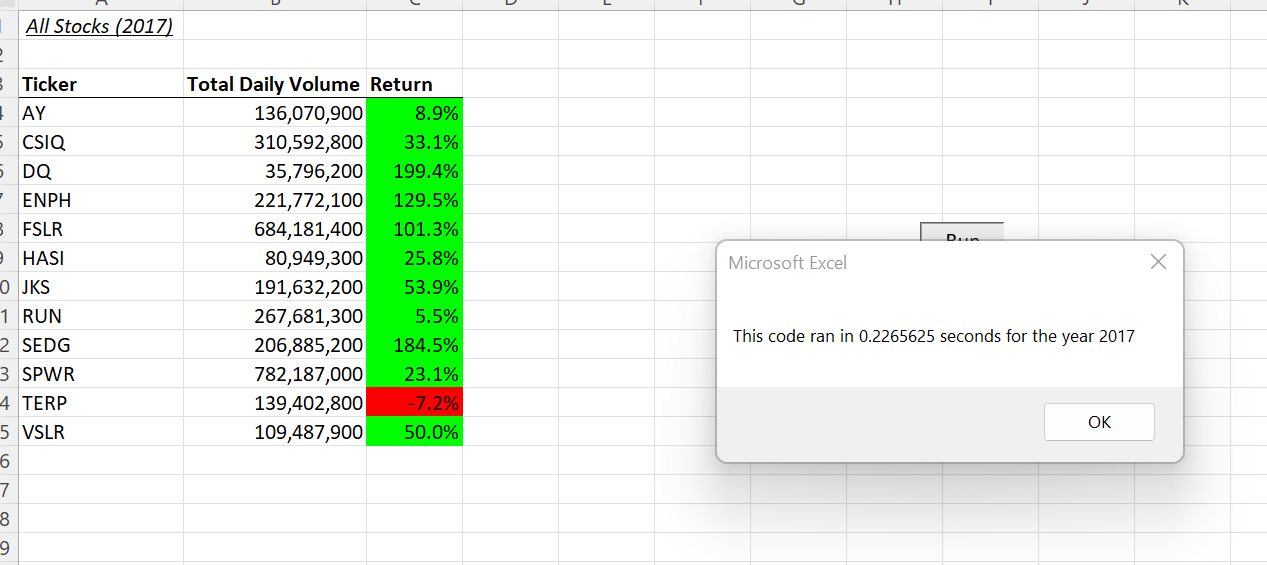 All Stocks (2017)
Ticker Total Daily Volume Return
AY 136,070,900 8.9%
CSIQ 310,592,800 33.1%
DQ 35,796,200 199.4%
ENPH 221,772,100 129.5%
FSLR 684,181,400 101.3%
HASI 80,949,300 25.8%
JKS 191,632,200 53.9%
RUN 267,681,300 5.5%
SEDG 206,885,200 184.5%
SPWR 782,187,000 23.1%
TERP 139,402,800 -7.2%
VSLR 109,487,900 50.0%
Run
Microsoft Excel
This code ran in 0.2265625 seconds for the year 2017
OK